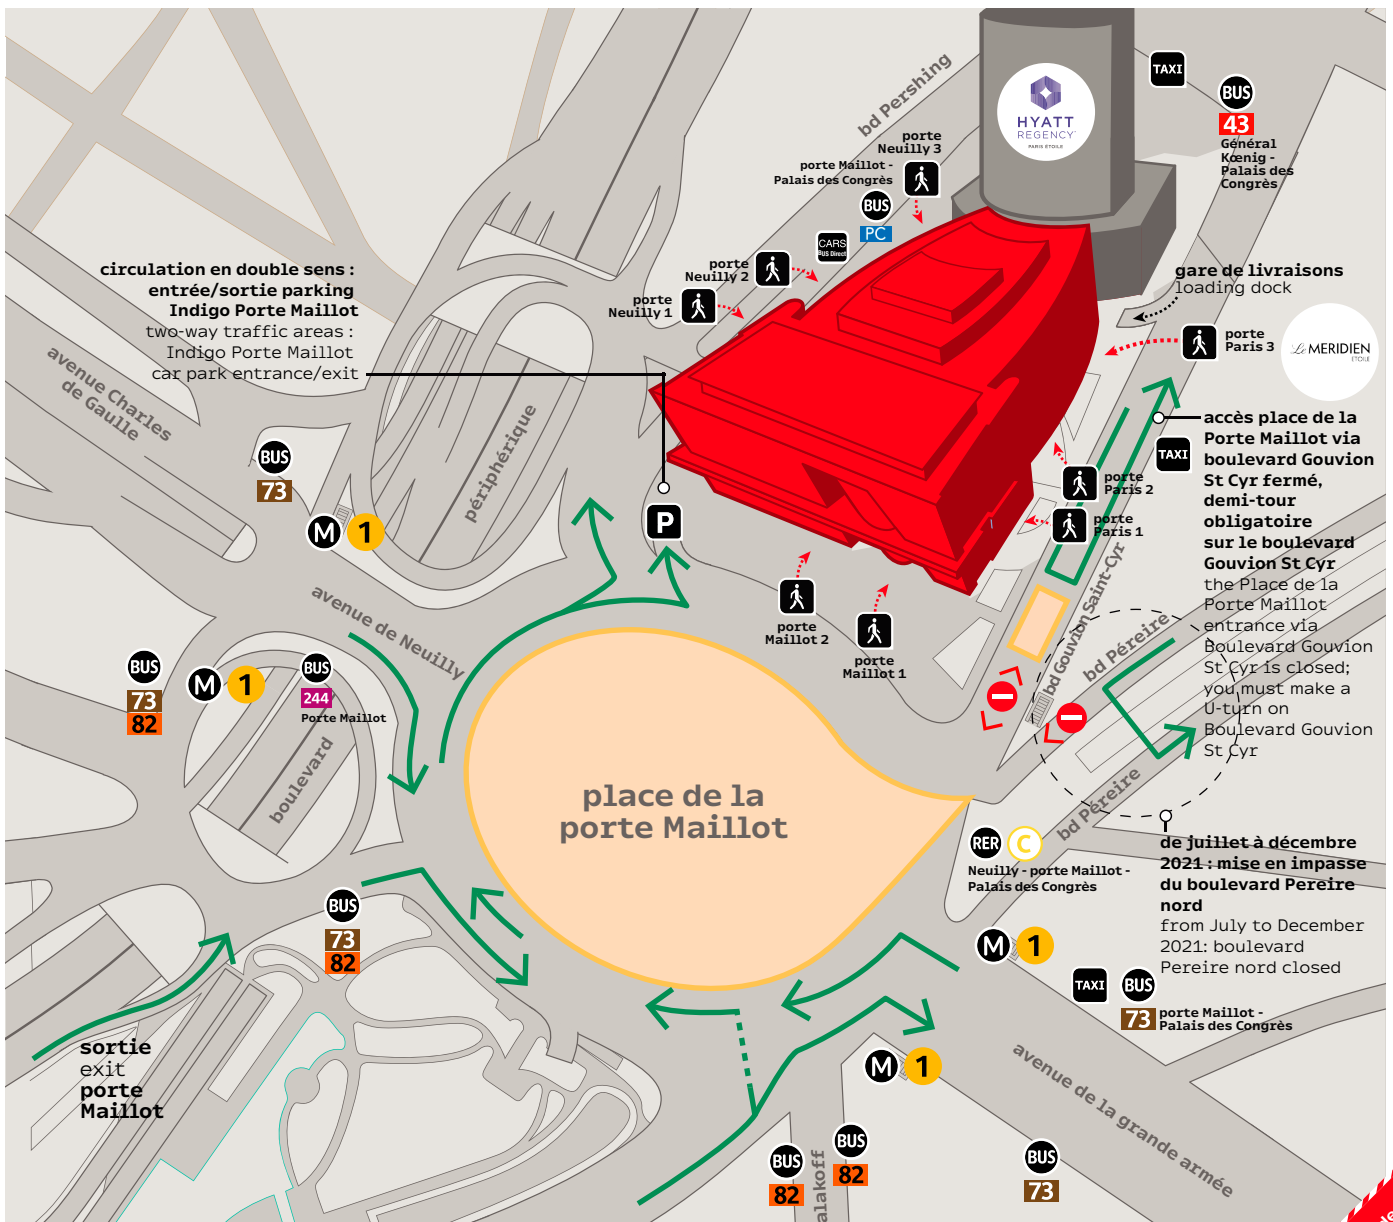 bd Pershing
HYATT
REGENCY
PARIS ÉTOILE
TAXI
BUS
43
Général
Kœnig -
Palais des
Congrès
porte
Neuilly 3
porte Maillot -
Palais des Congrès
BUS
PC
CARS
BUS Direct
porte
Neuilly 2
porte
Neuilly 1
circulation en double sens :
entrée/sortie parking
Indigo Porte Maillot
two-way traffic areas :
Indigo Porte Maillot
car park entrance/exit
gare de livraisons
loading dock
porte
Paris 3
Le MERIDIEN
ETOILE
avenue Charles
de Gaulle
périphérique
BUS
73
M 1
P
accès place de la
Porte Maillot via
boulevard Gouvion
St Cyr fermé,
demi-tour
obligatoire
sur le boulevard
Gouvion St Cyr
the Place de la
Porte Maillot
entrance via
Boulevard Gouvion
St Cyr is closed;
you must make a
U-turn on
Boulevard Gouvion
St Cyr
TAXI
porte
Paris 2
porte
Paris 1
porte
Maillot 2
porte
Maillot 1
bd Gouvion Saint-Cyr
bd Péreire
avenue de Neuilly
BUS
73
82
M 1
BUS
244
Porte Maillot
boulevard
place de la
porte Maillot
bd Péreire
RER C
Neuilly - porte Maillot -
Palais des Congrès
de juillet à décembre
2021 : mise en impasse
du boulevard Pereire
nord
from July to December
2021: boulevard
Pereire nord closed
BUS
73
82
M 1
TAXI
BUS
73
porte Maillot -
Palais des Congrès
sortie
exit
porte
Maillot
M 1
avenue de la grande armée
BUS
82
alakoff
BUS
82
BUS
73